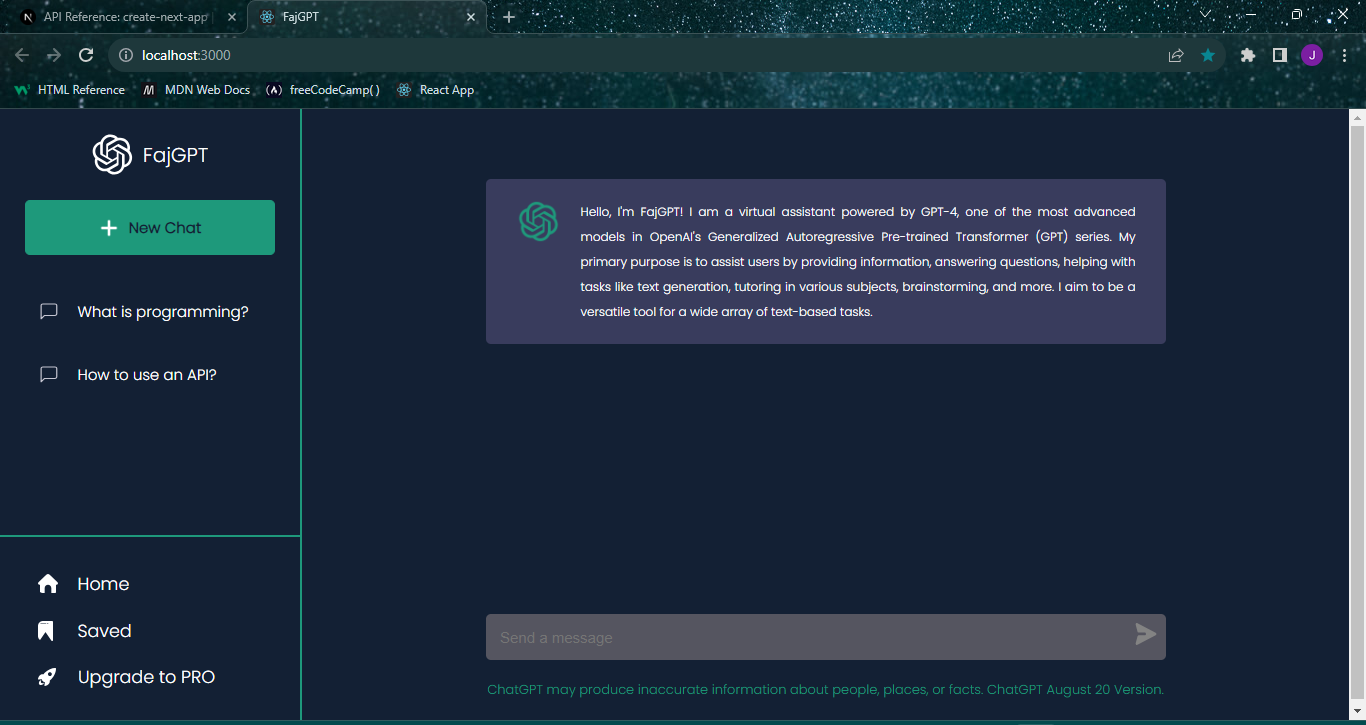 API Reference: create-next-app
FajGPT
localhost:3000
J
HTML Reference
MDN Web Docs
freeCodeCamp()
React App
FajGPT
New Chat
What is programming?
How to use an API?
Home
Saved
Upgrade to PRO
Hello, I'm FajGPT! I am a virtual assistant powered by GPT-4, one of the most advanced
models in OpenAI's Generalized Autoregressive Pre-trained Transformer (GPT) series. My
primary purpose is to assist users by providing information, answering questions, helping with
tasks like text generation, tutoring in various subjects, brainstorming, and more. I aim to be a
versatile tool for a wide array of text-based tasks.
Send a message
ChatGPT may produce inaccurate information about people, places, or facts. ChatGPT August 20 Version.